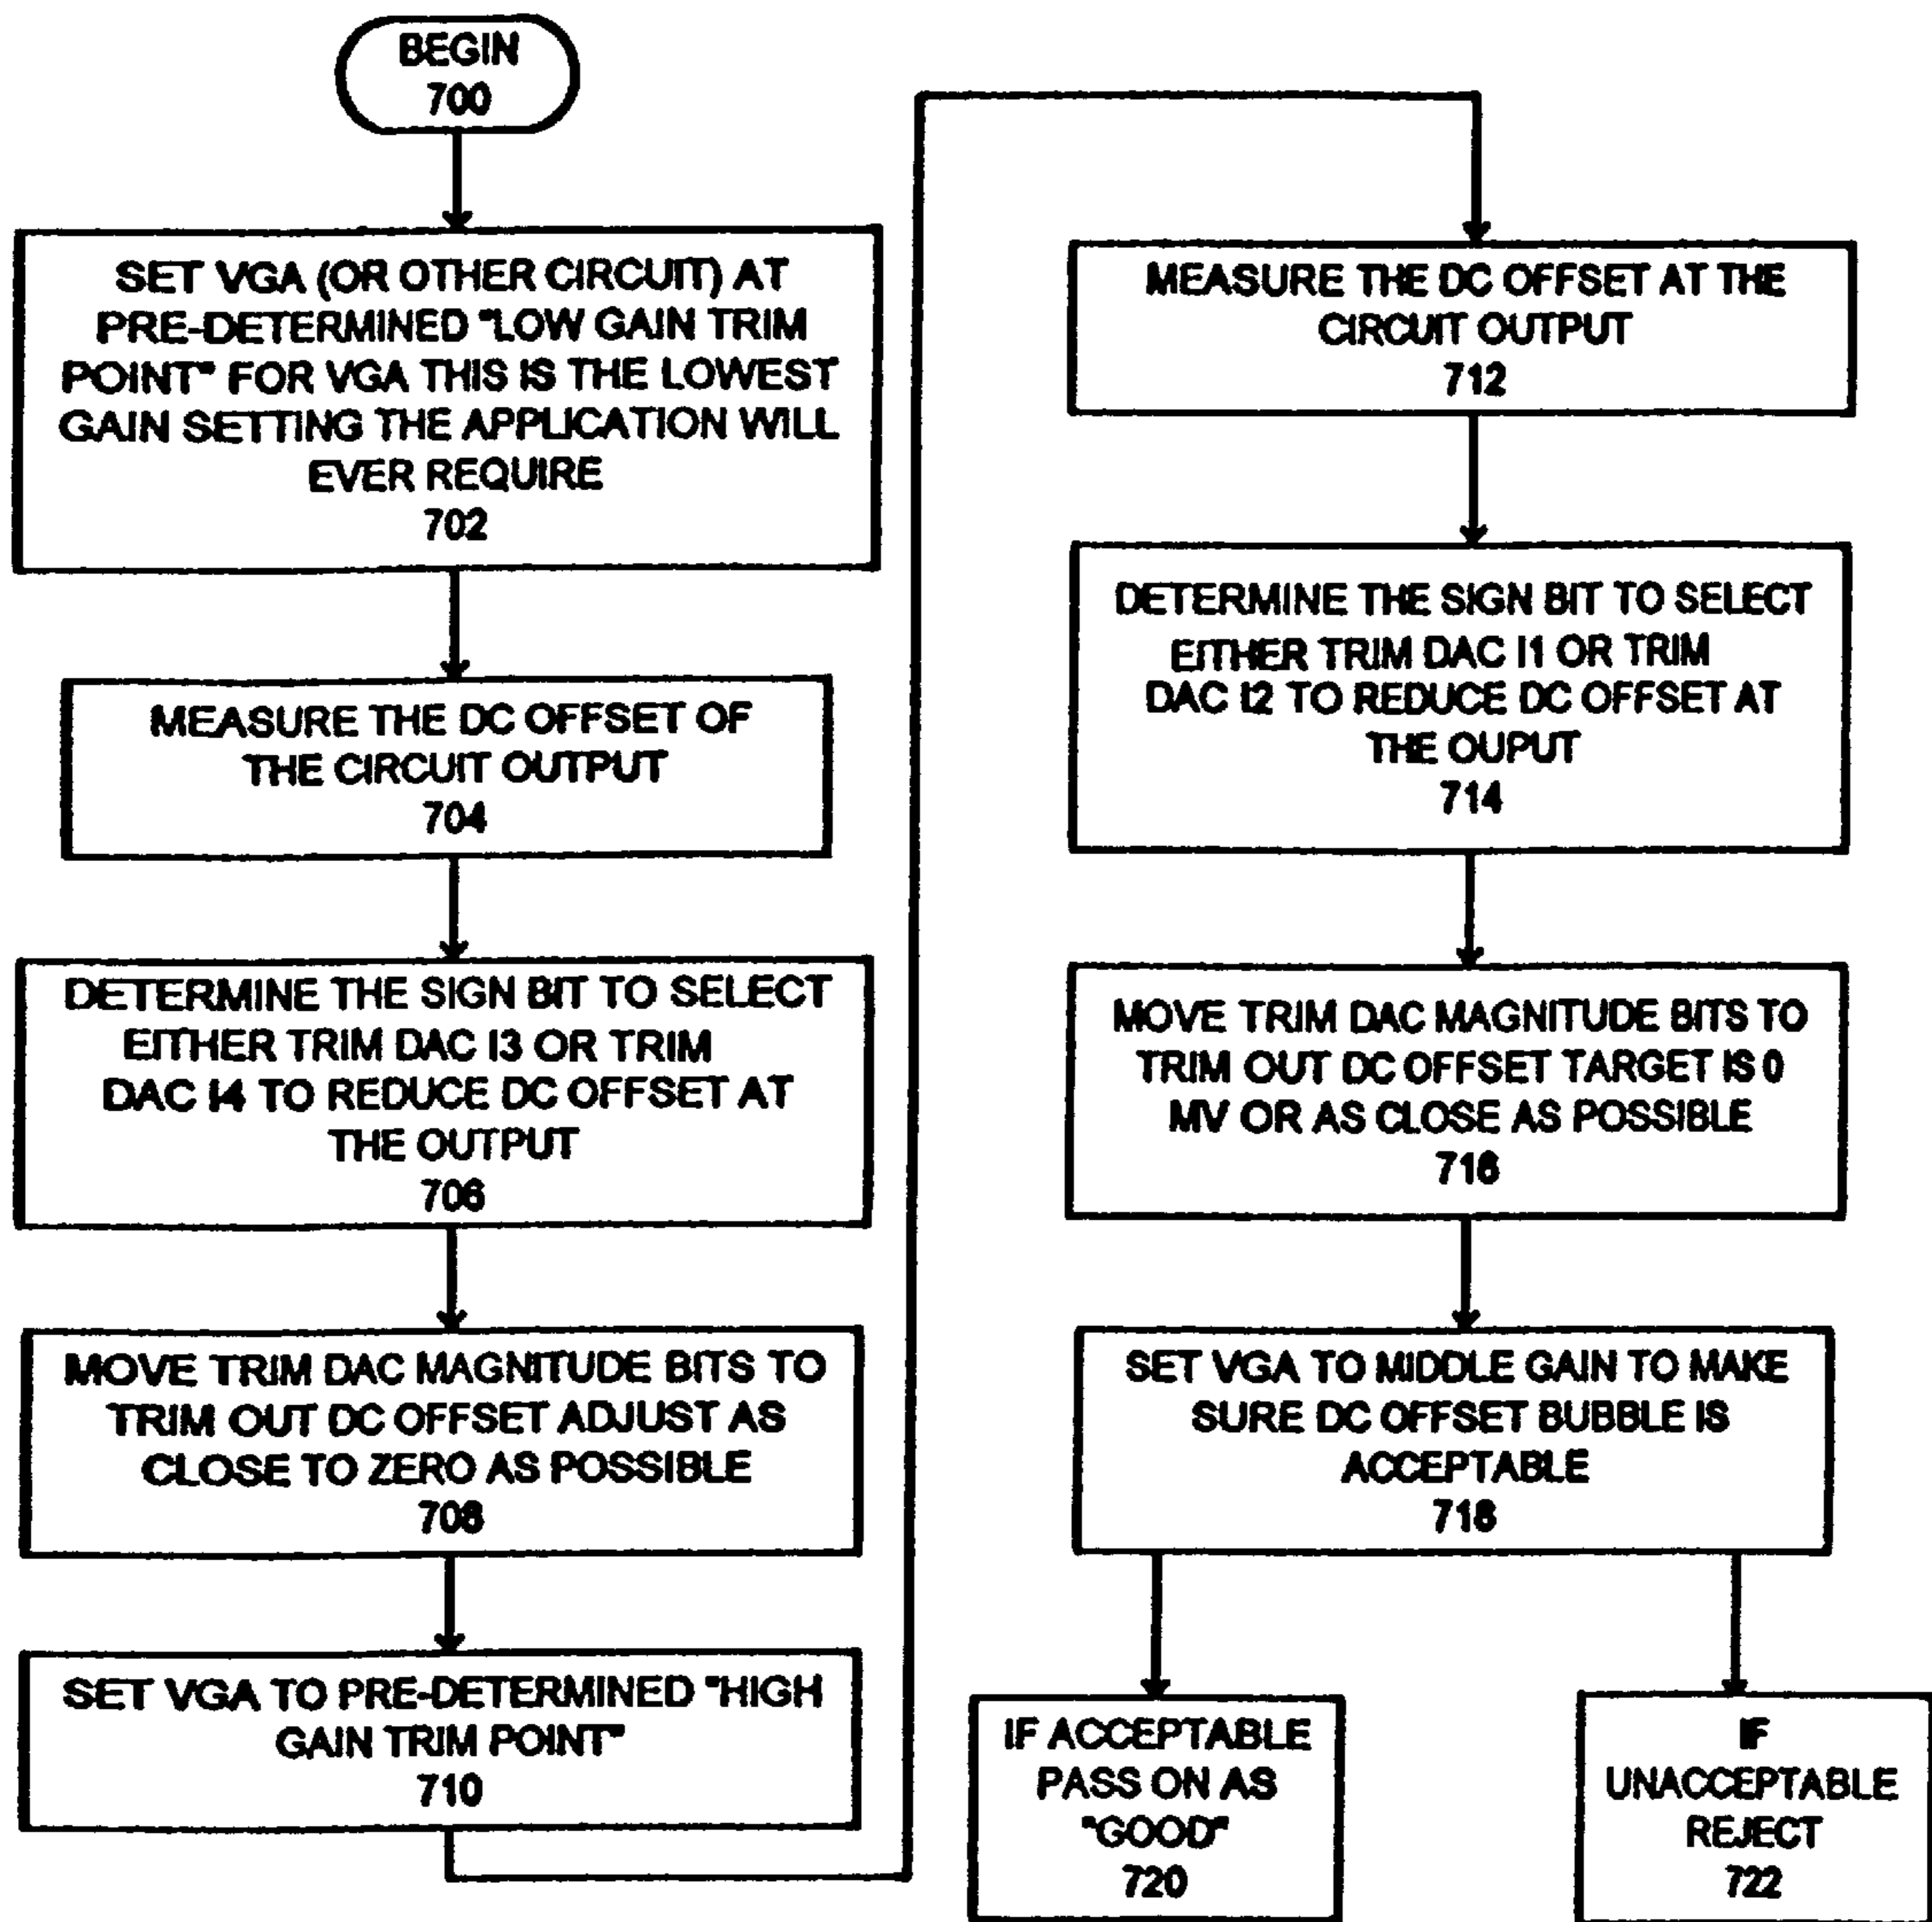 BEGIN
700
SET VGA (OR OTHER CIRCUIT) AT
PRE-DETERMINED "LOW GAIN TRIM
POINT" FOR VGA THIS IS THE LOWEST
GAIN SETTING THE APPLICATION WILL
EVER REQUIRE
702
MEASURE THE DC OFFSET OF
THE CIRCUIT OUTPUT
704
DETERMINE THE SIGN BIT TO SELECT
EITHER TRIM DAC I3 OR TRIM
DAC I4 TO REDUCE DC OFFSET AT
THE OUTPUT
706
MOVE TRIM DAC MAGNITUDE BITS TO
TRIM OUT DC OFFSET ADJUST AS
CLOSE TO ZERO AS POSSIBLE
708
SET VGA TO PRE-DETERMINED "HIGH
GAIN TRIM POINT"
710
MEASURE THE DC OFFSET AT THE
CIRCUIT OUTPUT
712
DETERMINE THE SIGN BIT TO SELECT
EITHER TRIM DAC I1 OR TRIM
DAC I2 TO REDUCE DC OFFSET AT
THE OUPUT
714
MOVE TRIM DAC MAGNITUDE BITS TO
TRIM OUT DC OFFSET TARGET IS 0
MV OR AS CLOSE AS POSSIBLE
716
SET VGA TO MIDDLE GAIN TO MAKE
SURE DC OFFSET BUBBLE IS
ACCEPTABLE
718
IF ACCEPTABLE
PASS ON AS
"GOOD"
720
IF
UNACCEPTABLE
REJECT
722